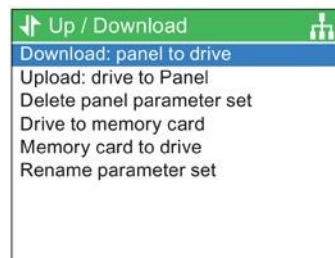 Up / Download
Download: panel to drive
Upload: drive to Panel
Delete panel parameter set
Drive to memory card
Memory card to drive
Rename parameter set